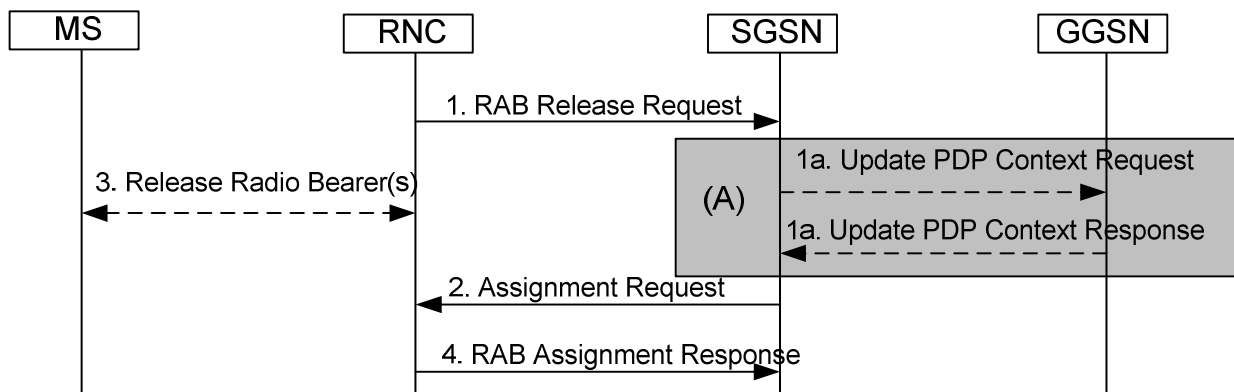 MS
RNC
SGSN
GGSN
1. RAB Release Request
1a. Update PDP Context Request
3. Release Radio Bearer(s)
(A)
1a. Update PDP Context Response
2. Assignment Request
4. RAB Assignment Response